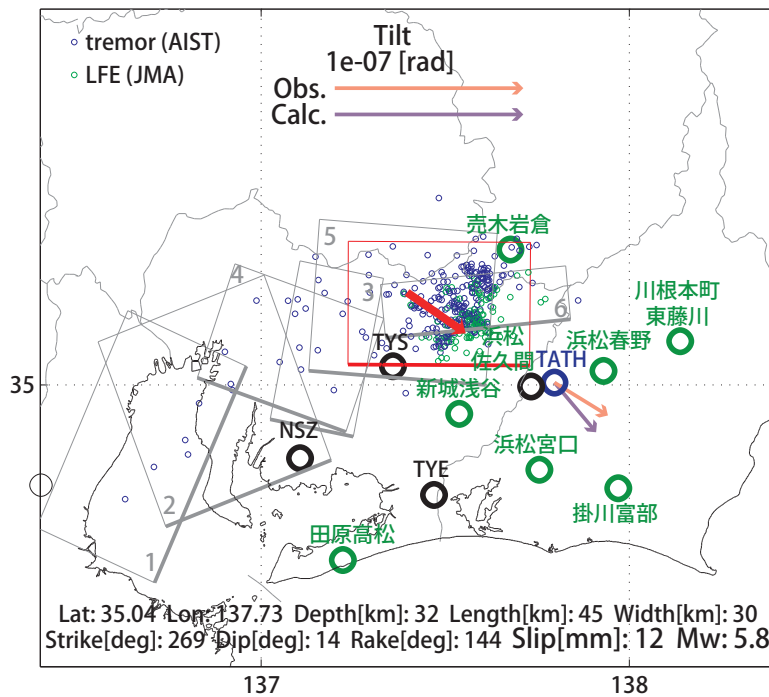 tremor (AIST)
LFE (JMA)
Tilt
1e-07 [rad]
Obs.
Calc.
売木岩倉
5
4
3
6
川根本町
東藤川
浜松
佐久間
浜松春野
TYS
TATH
35
新城浅谷
NSZ
浜松宮口
TYE
掛川富部
2
田原高松
1
Lat: 35.04 Lon: 137.73 Depth[km]: 32 Length[km]: 45 Width[km]: 30
Strike[deg]: 269 Dip[deg]: 14 Rake[deg]: 144 Slip[mm]: 12 Mw: 5.8
137
138